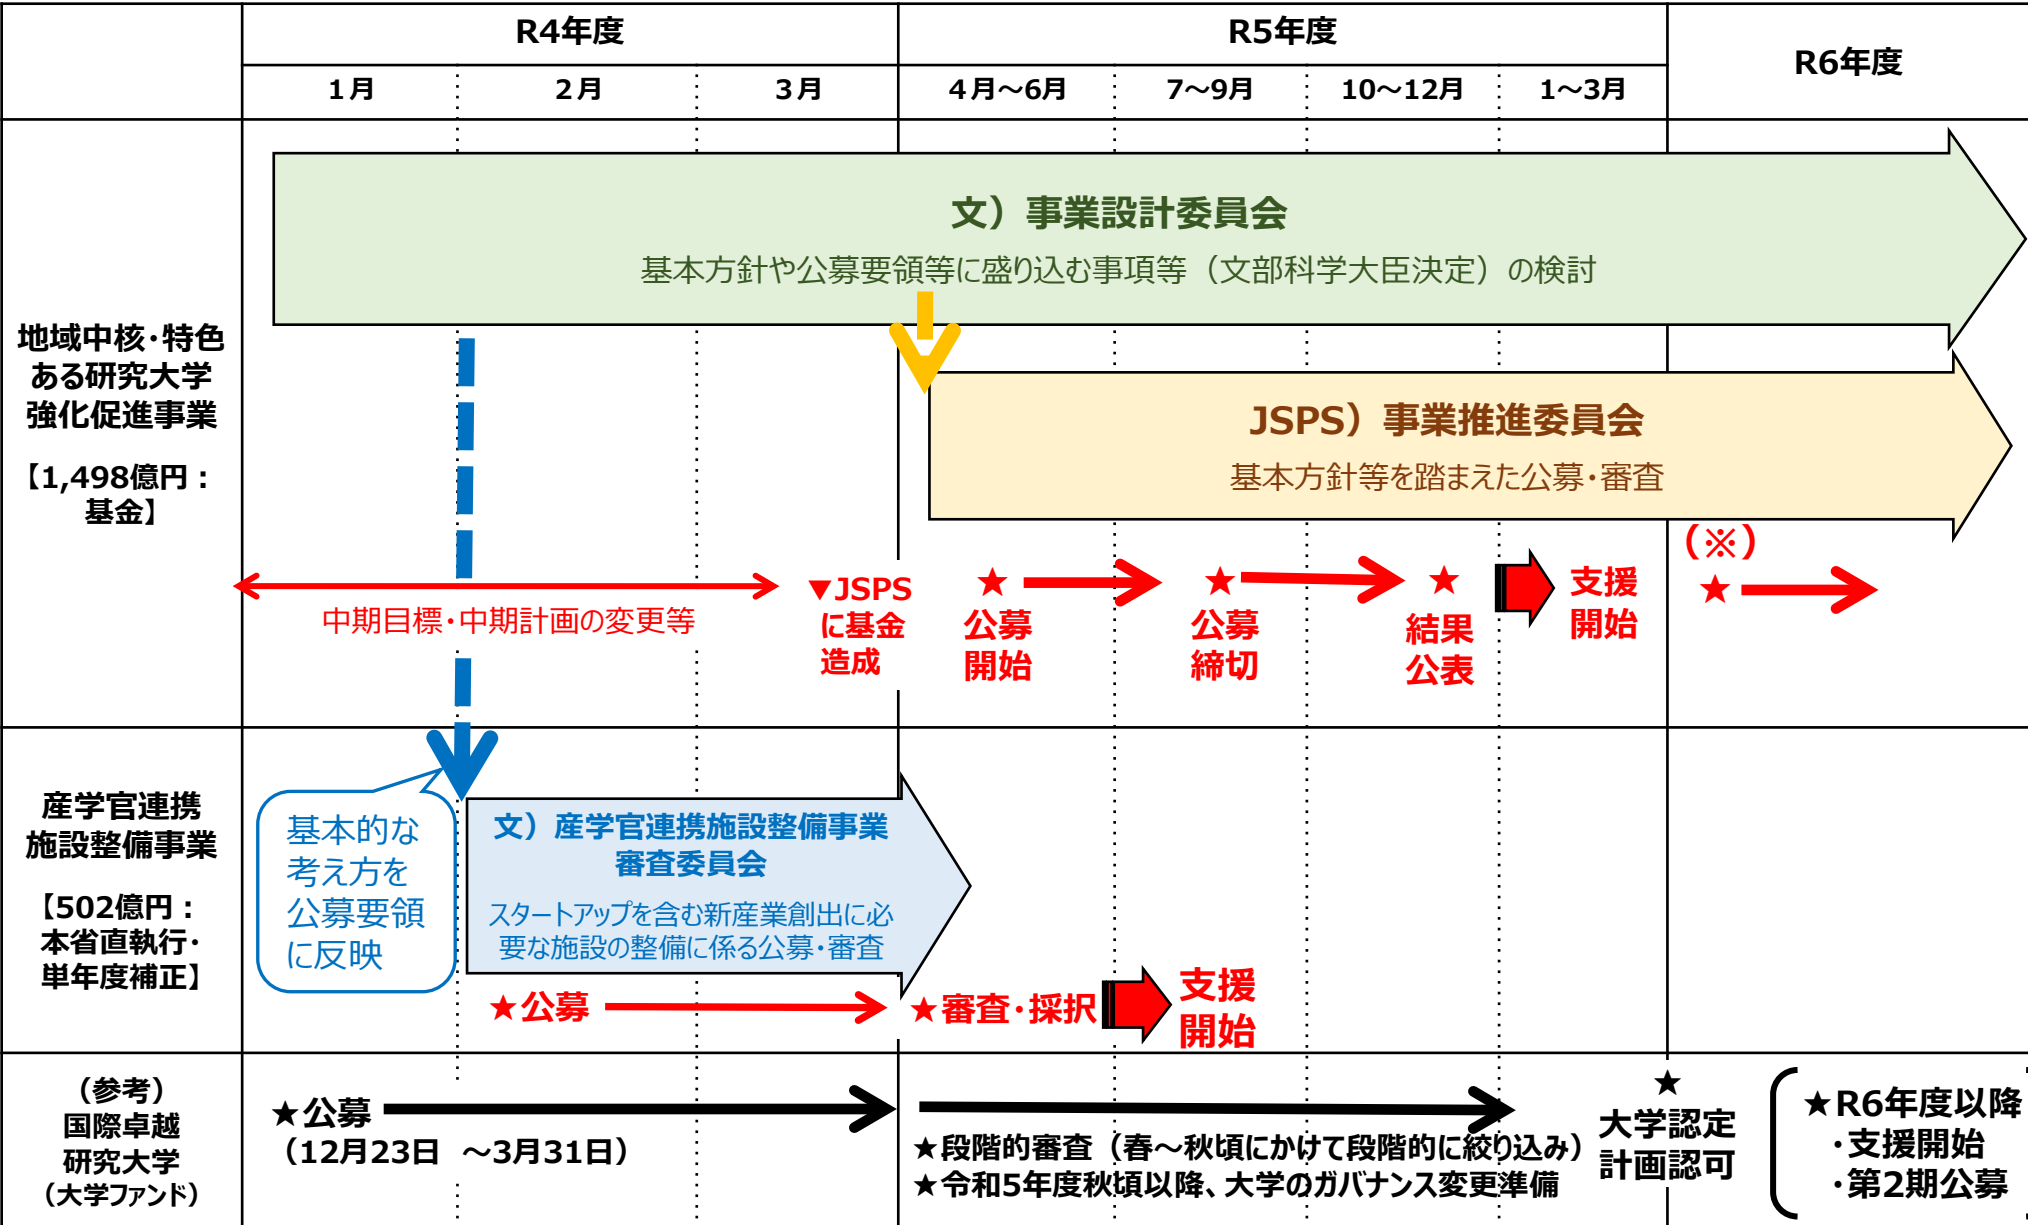 R4年度
R5年度
R6年度
1月
2月
3月
4月～6月
7～9月
10～12月
1～3月
地域中核・特色
ある研究大学
強化促進事業
【1,498億円：
基金】
文）事業設計委員会
基本方針や公募要領等に盛り込む事項等（文部科学大臣決定）の検討
JSPS）事業推進委員会
基本方針等を踏まえた公募・審査
中期目標・中期計画の変更等
▼JSPS
に基金
造成
★
公募
開始
★
公募
締切
★
結果
公表
支援
開始
（※）
★
産学官連携
施設整備事業
【502億円：
本省直執行・
単年度補正】
基本的な
考え方を
公募要領
に反映
文）産学官連携施設整備事業
審査委員会
スタートアップを含む新産業創出に必
要な施設の整備に係る公募・審査
★公募
★審査・採択
支援
開始
（参考）
国際卓越
研究大学
（大学ファンド）
★公募
（12月23日 ～3月31日）
★段階的審査（春～秋頃にかけて段階的に絞り込み）
★令和5年度秋頃以降、大学のガバナンス変更準備
★
大学認定
計画認可
★R6年度以降
・支援開始
・第2期公募